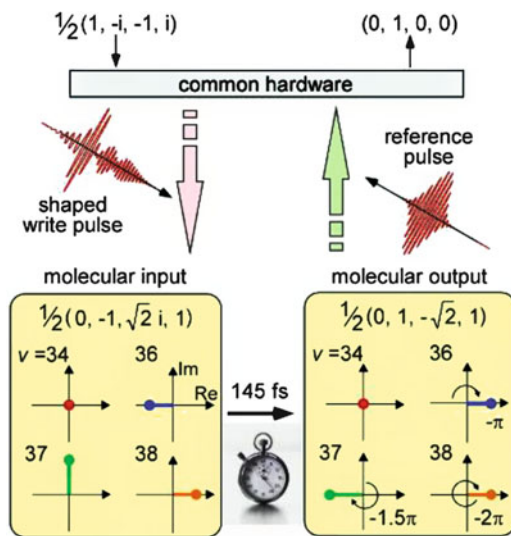 ½(1, -i, -1, i)
(0, 1, 0, 0)
common hardware
shaped
write pulse
reference
pulse
molecular input
½(0, -1, √2 i, 1)
v =34
36
Im
Re
37
38
145 fs
molecular output
½(0, 1, -√2, 1)
v =34
36
-π
37
38
-1.5π
-2π